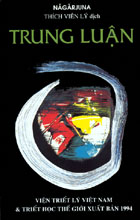 NĀGĀRJUNA
THÍCH VIÊN LÝ dịch
TRUNG LUẬN
VIỆN TRIẾT LÝ VIỆT NAM
& TRIẾT HỌC THẾ GIỚI XUẤT BẢN 1994